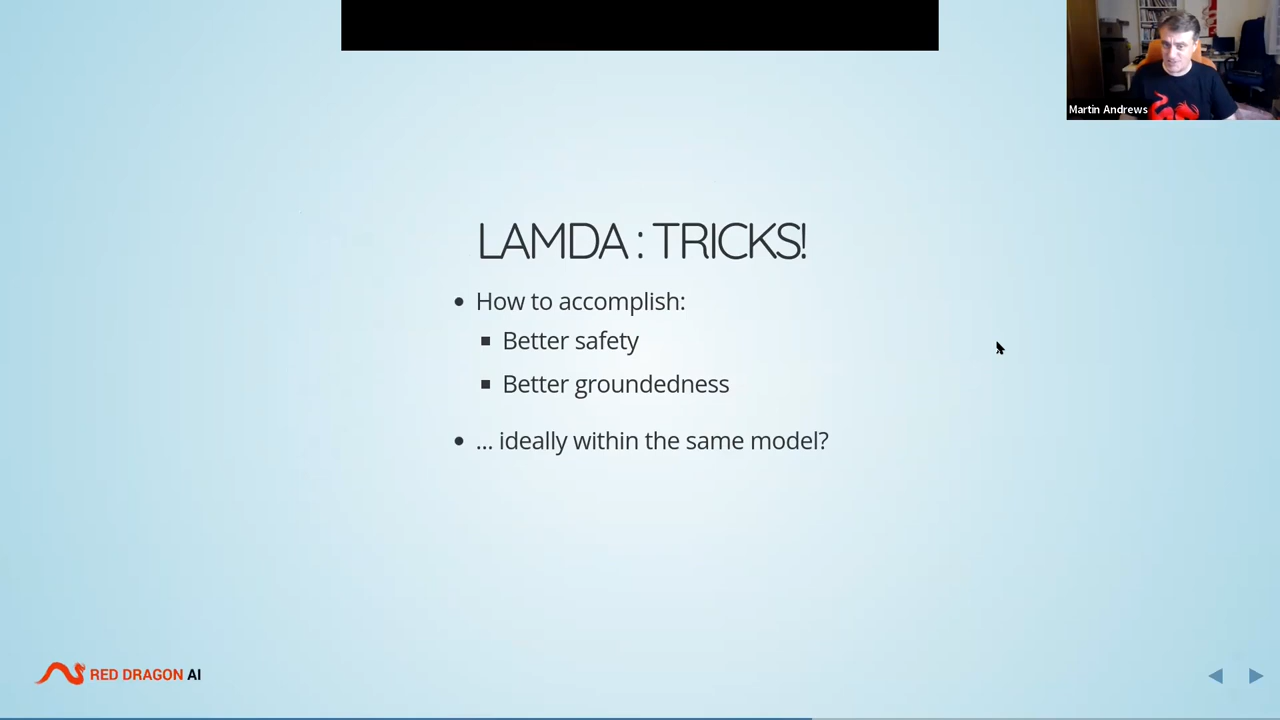 Martin Andrews
LAMDA : TRICKS!
How to accomplish:
Better safety
Better groundedness
... ideally within the same model?
RED DRAGON AI